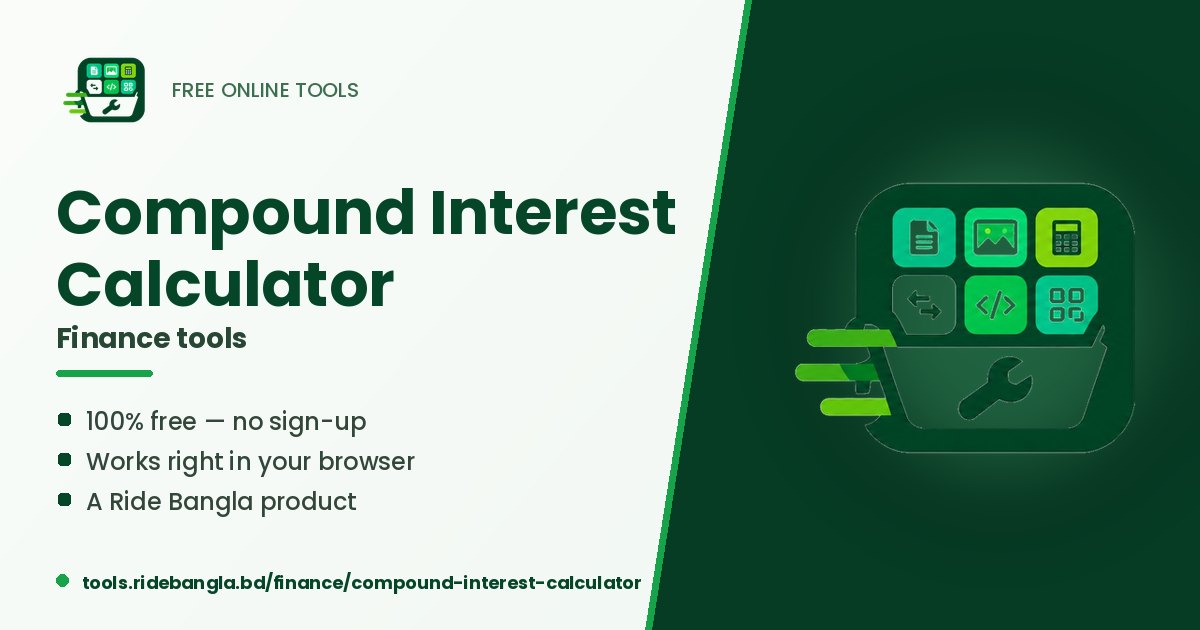 FREE ONLINE TOOLS
Compound Interest
Calculator
Finance tools
100% free — no sign-up
Works right in your browser
A Ride Bangla product
tools.ridebangla.bd/finance/compound-interest-calculator